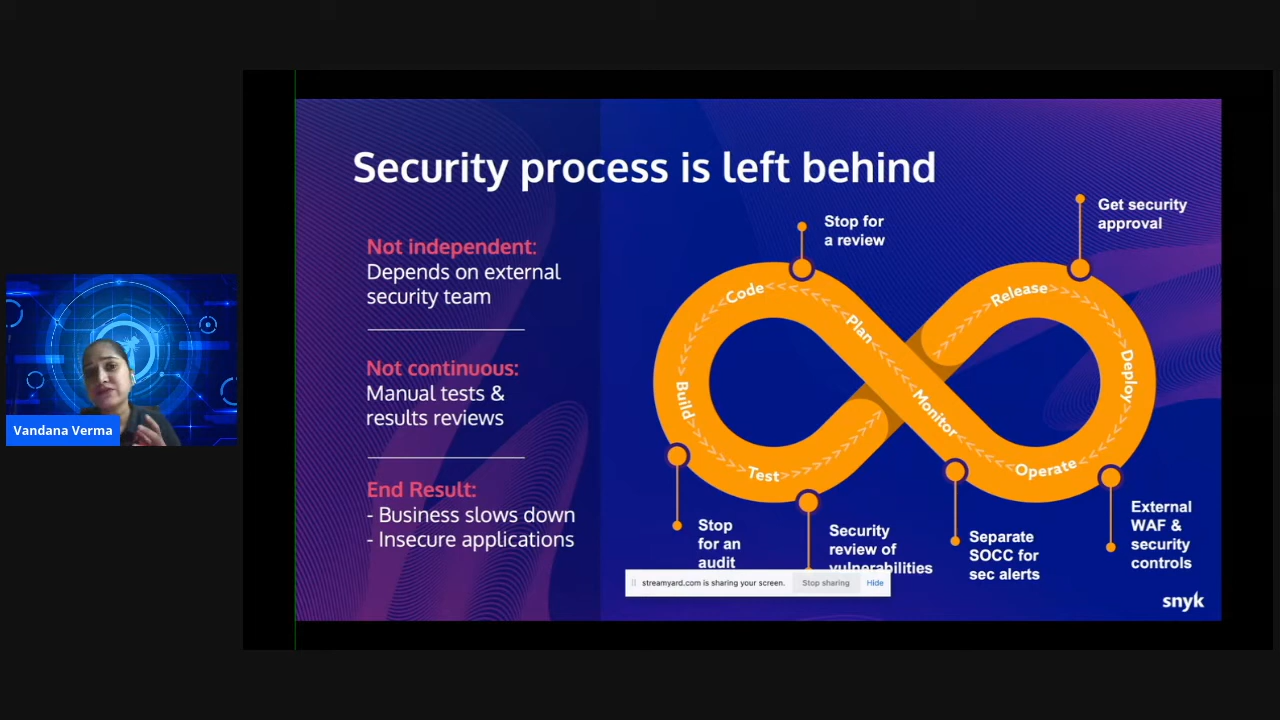 Security process is left behind
Not independent:
Depends on external
security team
Not continuous:
Manual tests &
results reviews
End Result:
- Business slows down
- Insecure applications
Stop for
a review
Get security
approval
Code
Plan
Release
Build
Monitor
Deploy
Test
Operate
Stop
for an
audit
Security
review of
vulnerabilities
Separate
SOCC for
sec alerts
External
WAF &
security
controls
streamyard.com is sharing your screen.
Stop sharing
Hide
snyk
Vandana Verma